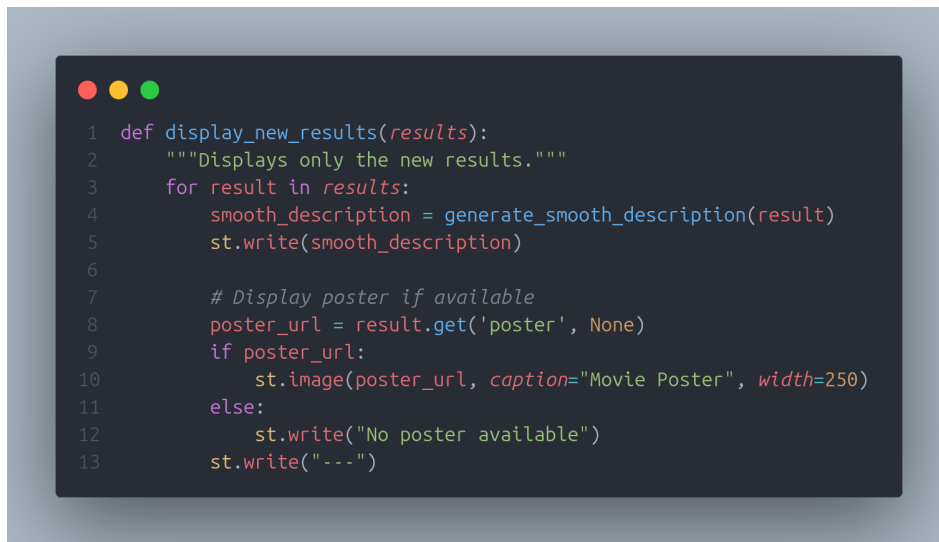 1 def display_new_results(results):
2     """Displays only the new results."""
3     for result in results:
4         smooth_description = generate_smooth_description(result)
5         st.write(smooth_description)
6
7         # Display poster if available
8         poster_url = result.get('poster', None)
9         if poster_url:
10             st.image(poster_url, caption="Movie Poster", width=250)
11         else:
12             st.write("No poster available")
13         st.write("---")